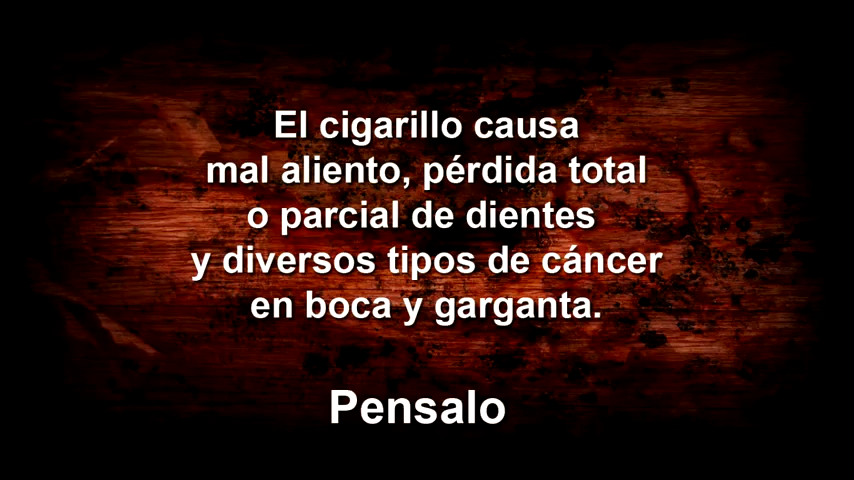 El cigarillo causa
mal aliento, pérdida total
o parcial de dientes
y diversos tipos de cáncer
en boca y garganta.
Pensalo